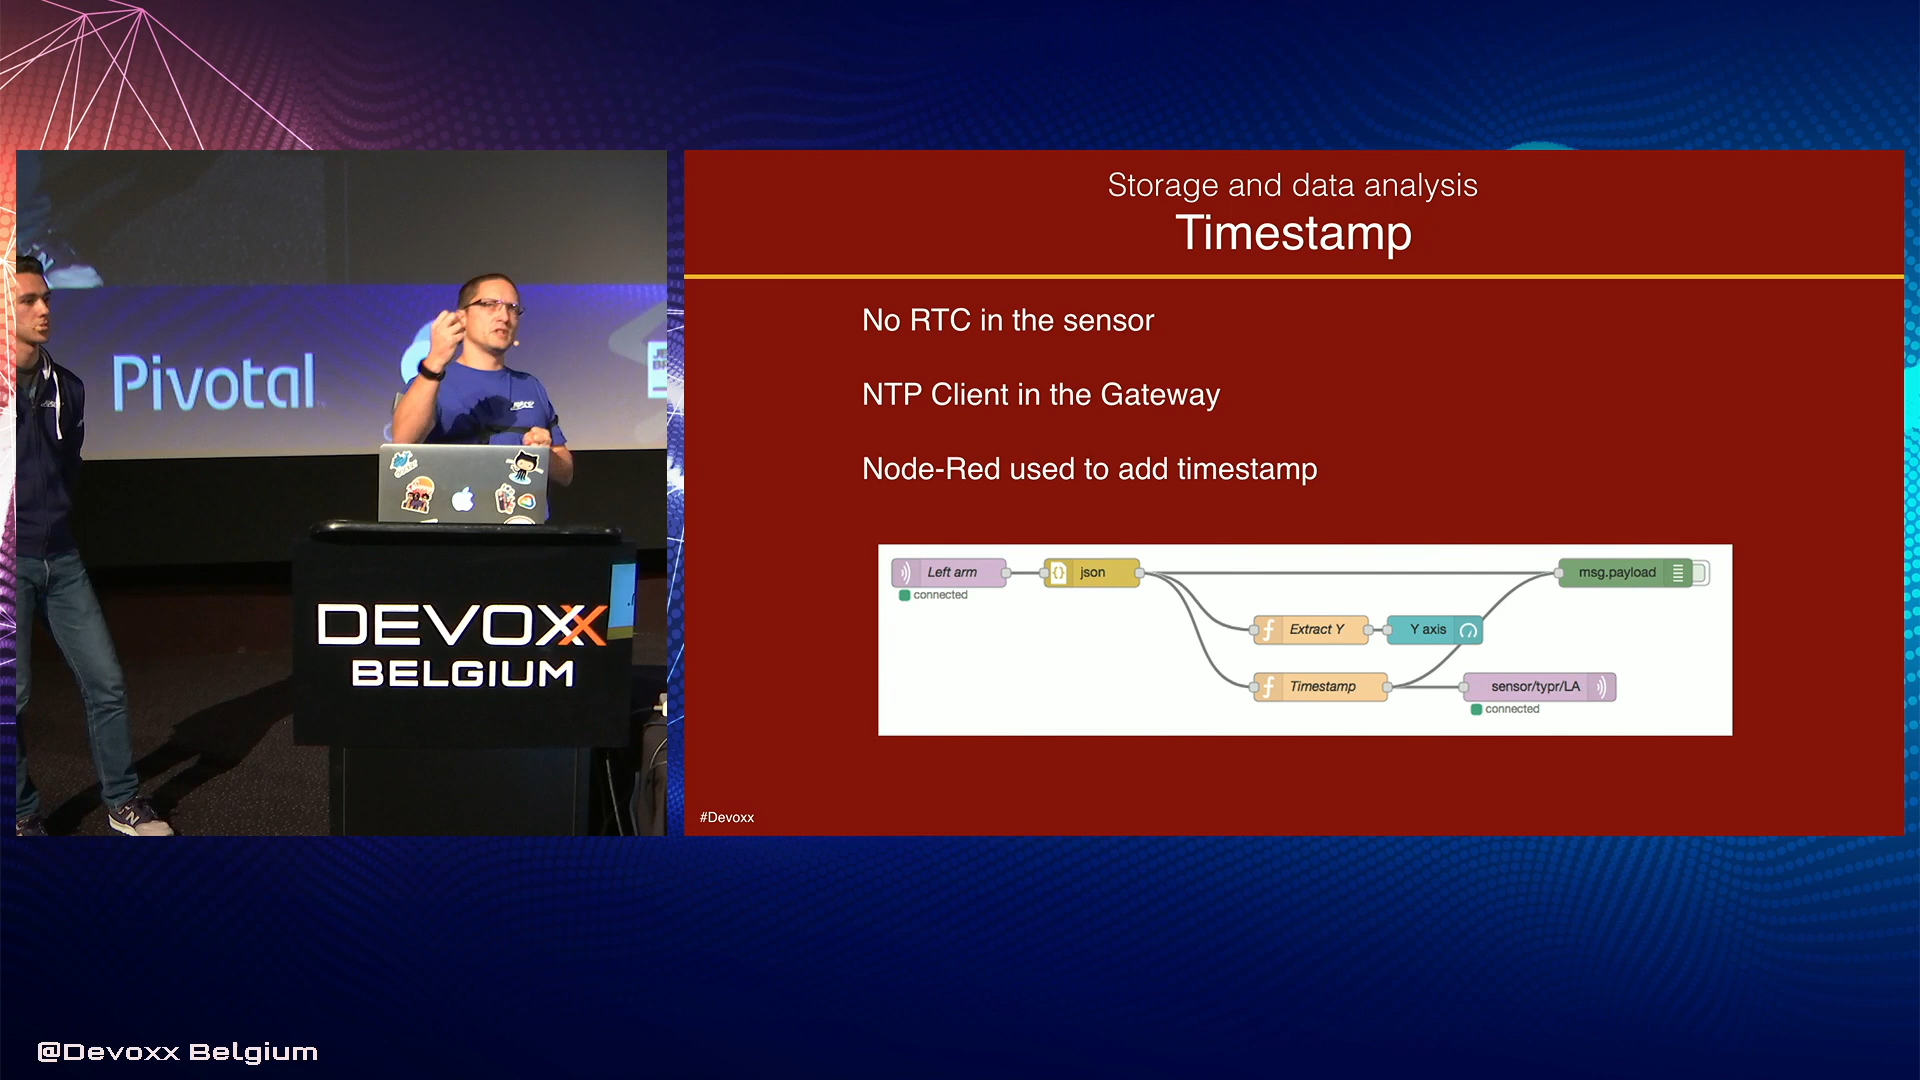 Storage and data analysis
Timestamp
No RTC in the sensor
NTP Client in the Gateway
Node-Red used to add timestamp
Left arm
connected
json
msg.payload
Extract Y
Y axis
Timestamp
sensor/typr/LA
connected
#Devoxx
Pivotal
DEVOXX
BELGIUM
@Devoxx Belgium